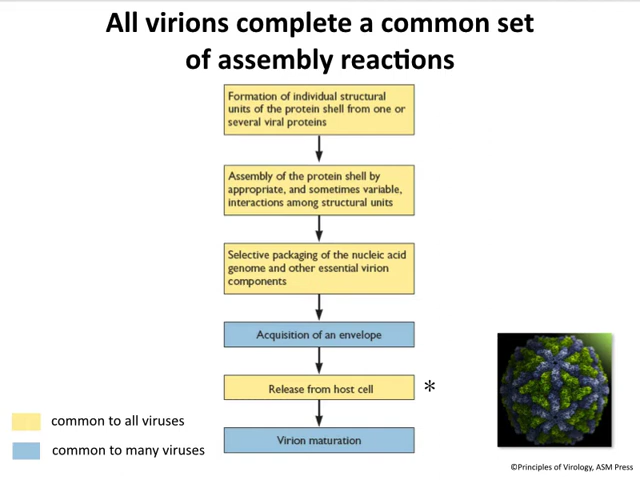 All virions complete a common set
of assembly reactions
Formation of individual structural
units of the protein shell from one or
several viral proteins
Assembly of the protein shell by
appropriate, and sometimes variable,
interactions among structural units
Selective packaging of the nucleic acid
genome and other essential virion
components
Acquisition of an envelope
Release from host cell *
Virion maturation
common to all viruses
common to many viruses
©Principles of Virology, ASM Press